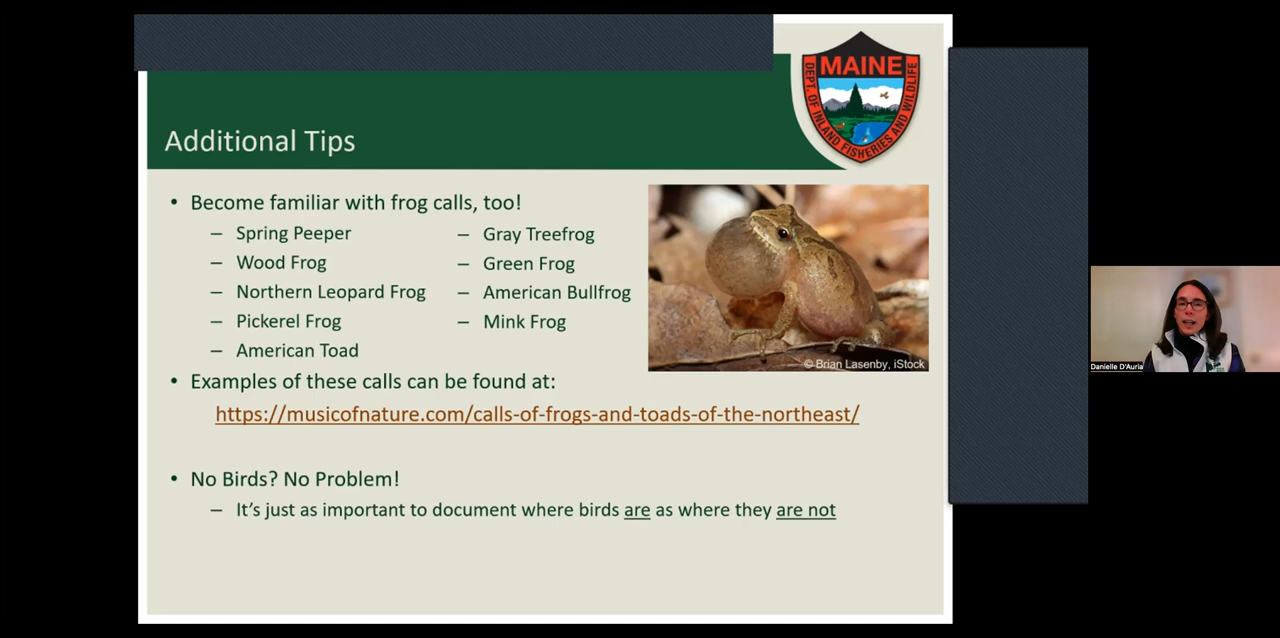 MAINE
DEPT. OF INLAND FISHERIES AND WILDLIFE
Additional Tips
• Become familiar with frog calls, too!
– Spring Peeper
– Wood Frog
– Northern Leopard Frog
– Pickerel Frog
– American Toad
– Gray Treefrog
– Green Frog
– American Bullfrog
– Mink Frog
© Brian Lasenby, iStock
• Examples of these calls can be found at:
https://musicofnature.com/calls-of-frogs-and-toads-of-the-northeast/
• No Birds? No Problem!
– It's just as important to document where birds are as where they are not
Danielle D'Auria